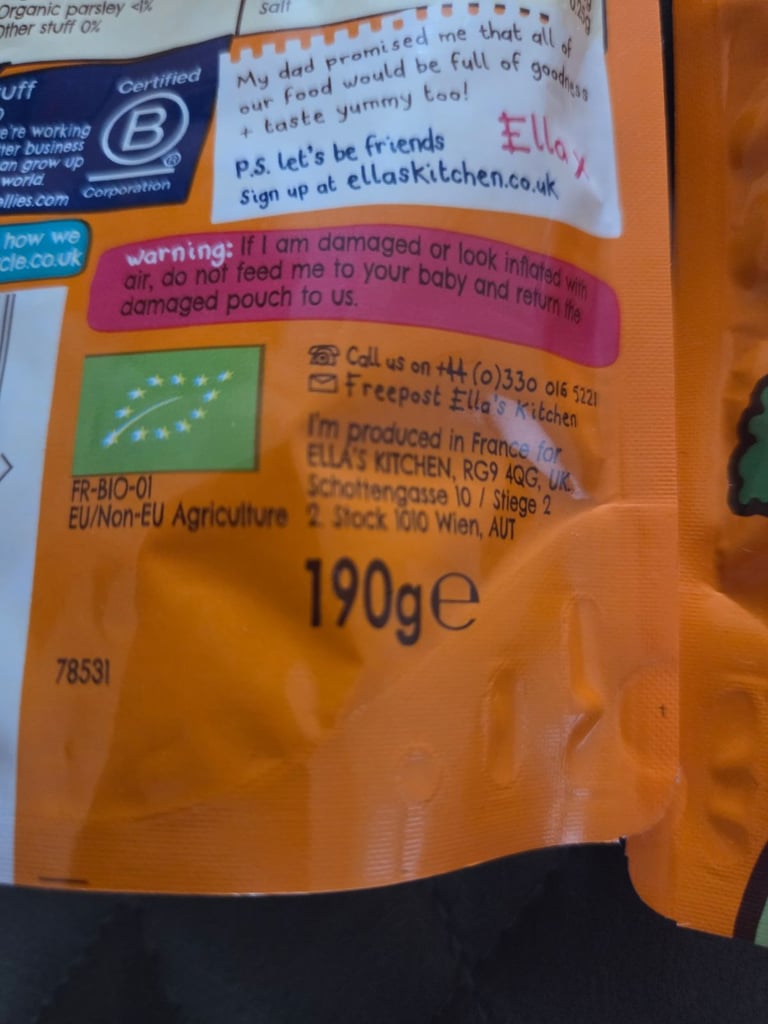 Organic parsley <1%
Other stuff 0%
Salt
Certified
B
®
Corporation
uff
e're working
ter business
an grow up
world.
llies.com
My dad promised me that all of
our food would be full of goodness
+ taste yummy too!
Ella x
P.S. let's be friends
Sign up at ellaskitchen.co.uk
how we
cle.co.uk
warning: If I am damaged or look inflated with
air, do not feed me to your baby and return the
damaged pouch to us.
Call us on +44 (0)330 016 5221
Freepost Ella's Kitchen
I'm produced in France for
ELLA'S KITCHEN, RG9 4QG, UK.
Schottengasse 10 / Stiege 2
2. Stock 1010 Wien, AUT
FR-BIO-01
EU/Non-EU Agriculture
190g e
78531